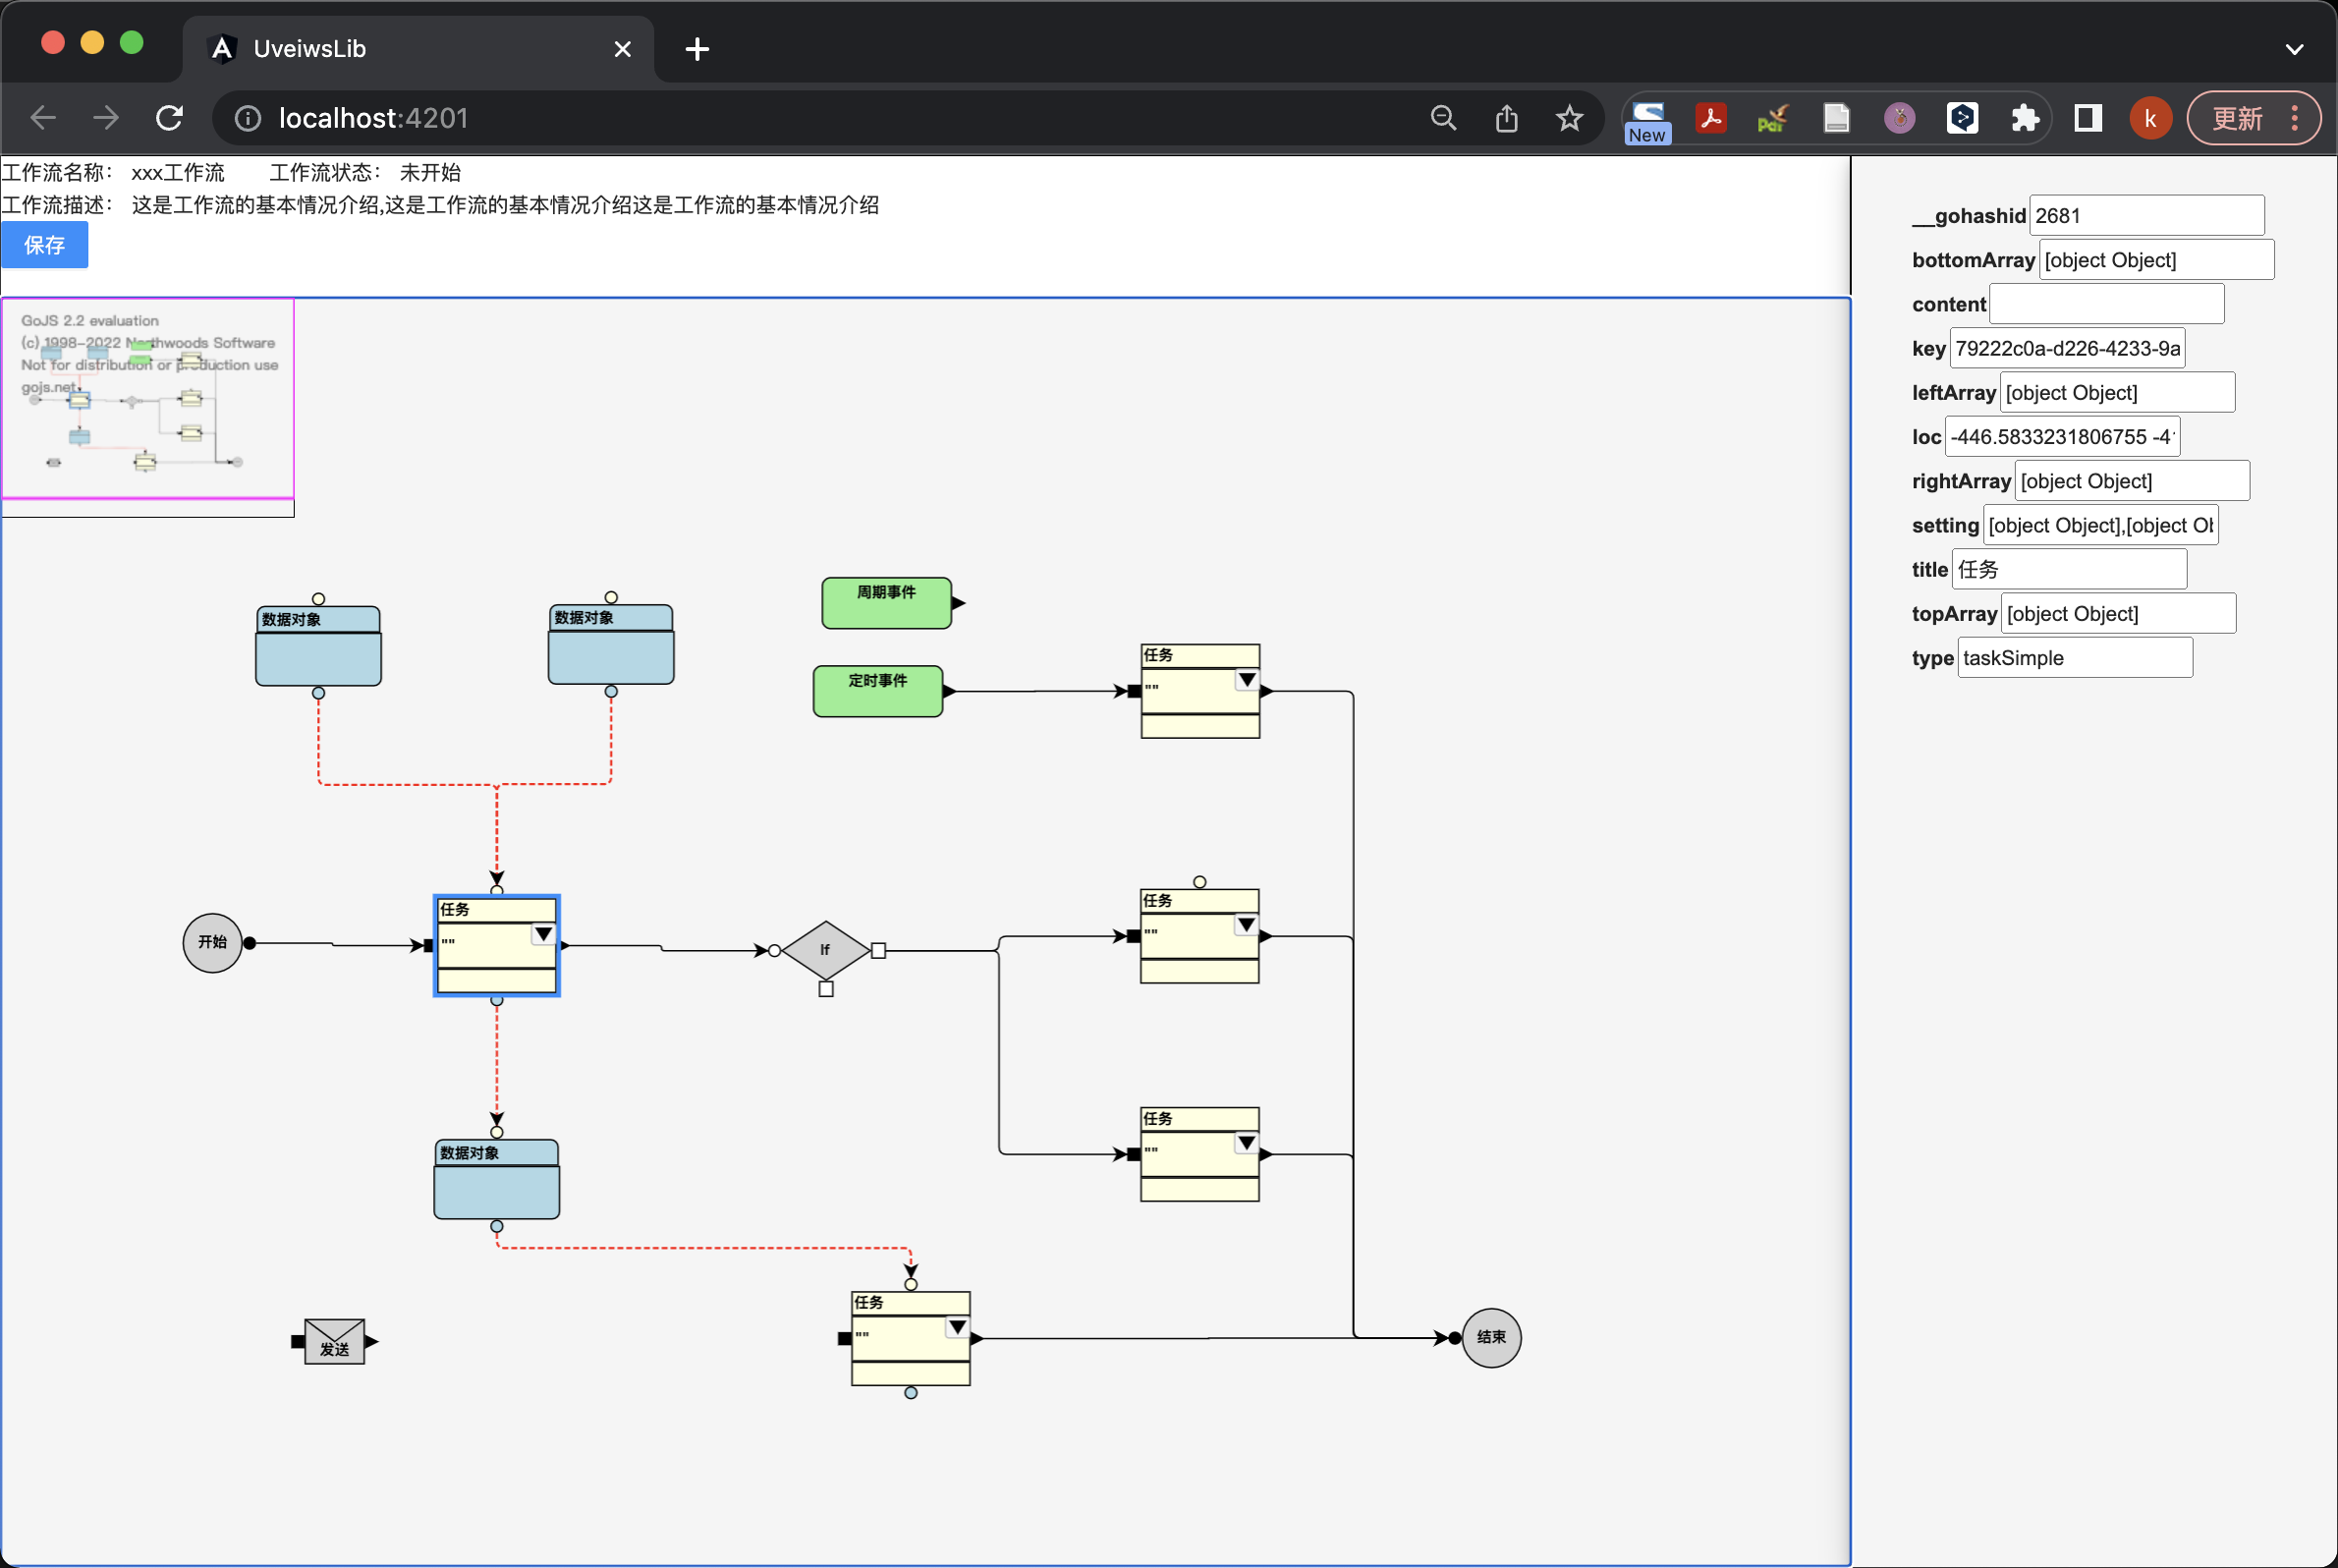 UveiwsLib
localhost:4201
New
k
更新
工作流名称： xxx工作流 工作流状态： 未开始
工作流描述： 这是工作流的基本情况介绍,这是工作流的基本情况介绍这是工作流的基本情况介绍
保存
GoJS 2.2 evaluation
(c) 1998-2022 Northwoods Software
Not for distribution or production use
gojs.net
数据对象
数据对象
周期事件
定时事件
任务
""
开始
任务
""
If
任务
""
任务
""
数据对象
任务
""
发送
结束
__gohashid 2681
bottomArray [object Object]
content
key 79222c0a-d226-4233-9a
leftArray [object Object]
loc -446.5833231806755 -4
rightArray [object Object]
setting [object Object],[object Ob
title 任务
topArray [object Object]
type taskSimple